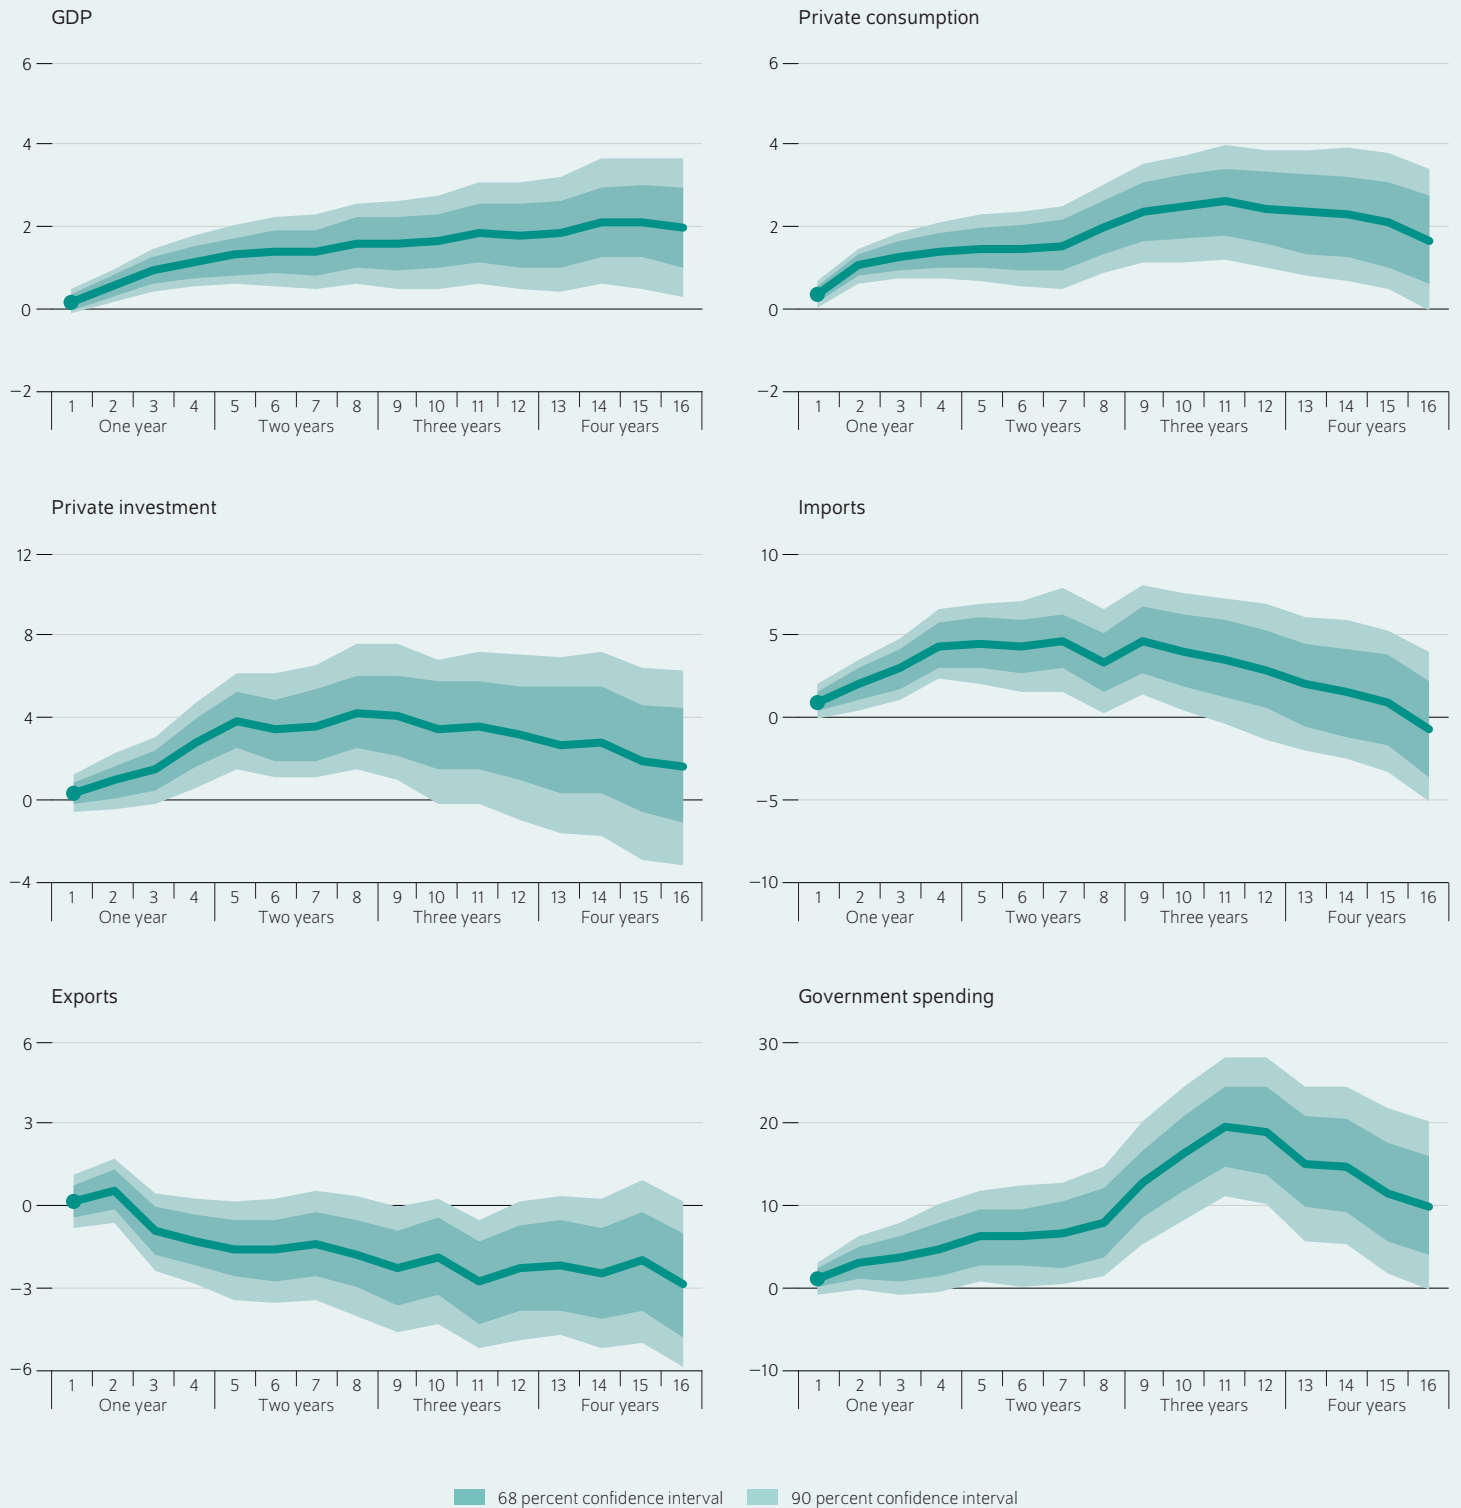 GDP
6
4
2
0
−2
1 2 3 4 5 6 7 8 9 10 11 12 13 14 15 16
One year Two years Three years Four years
Private consumption
6
4
2
0
−2
1 2 3 4 5 6 7 8 9 10 11 12 13 14 15 16
One year Two years Three years Four years
Private investment
12
8
4
0
−4
1 2 3 4 5 6 7 8 9 10 11 12 13 14 15 16
One year Two years Three years Four years
Imports
10
5
0
−5
−10
1 2 3 4 5 6 7 8 9 10 11 12 13 14 15 16
One year Two years Three years Four years
Exports
6
3
0
−3
−6
1 2 3 4 5 6 7 8 9 10 11 12 13 14 15 16
One year Two years Three years Four years
Government spending
30
20
10
0
−10
1 2 3 4 5 6 7 8 9 10 11 12 13 14 15 16
One year Two years Three years Four years
68 percent confidence interval 90 percent confidence interval